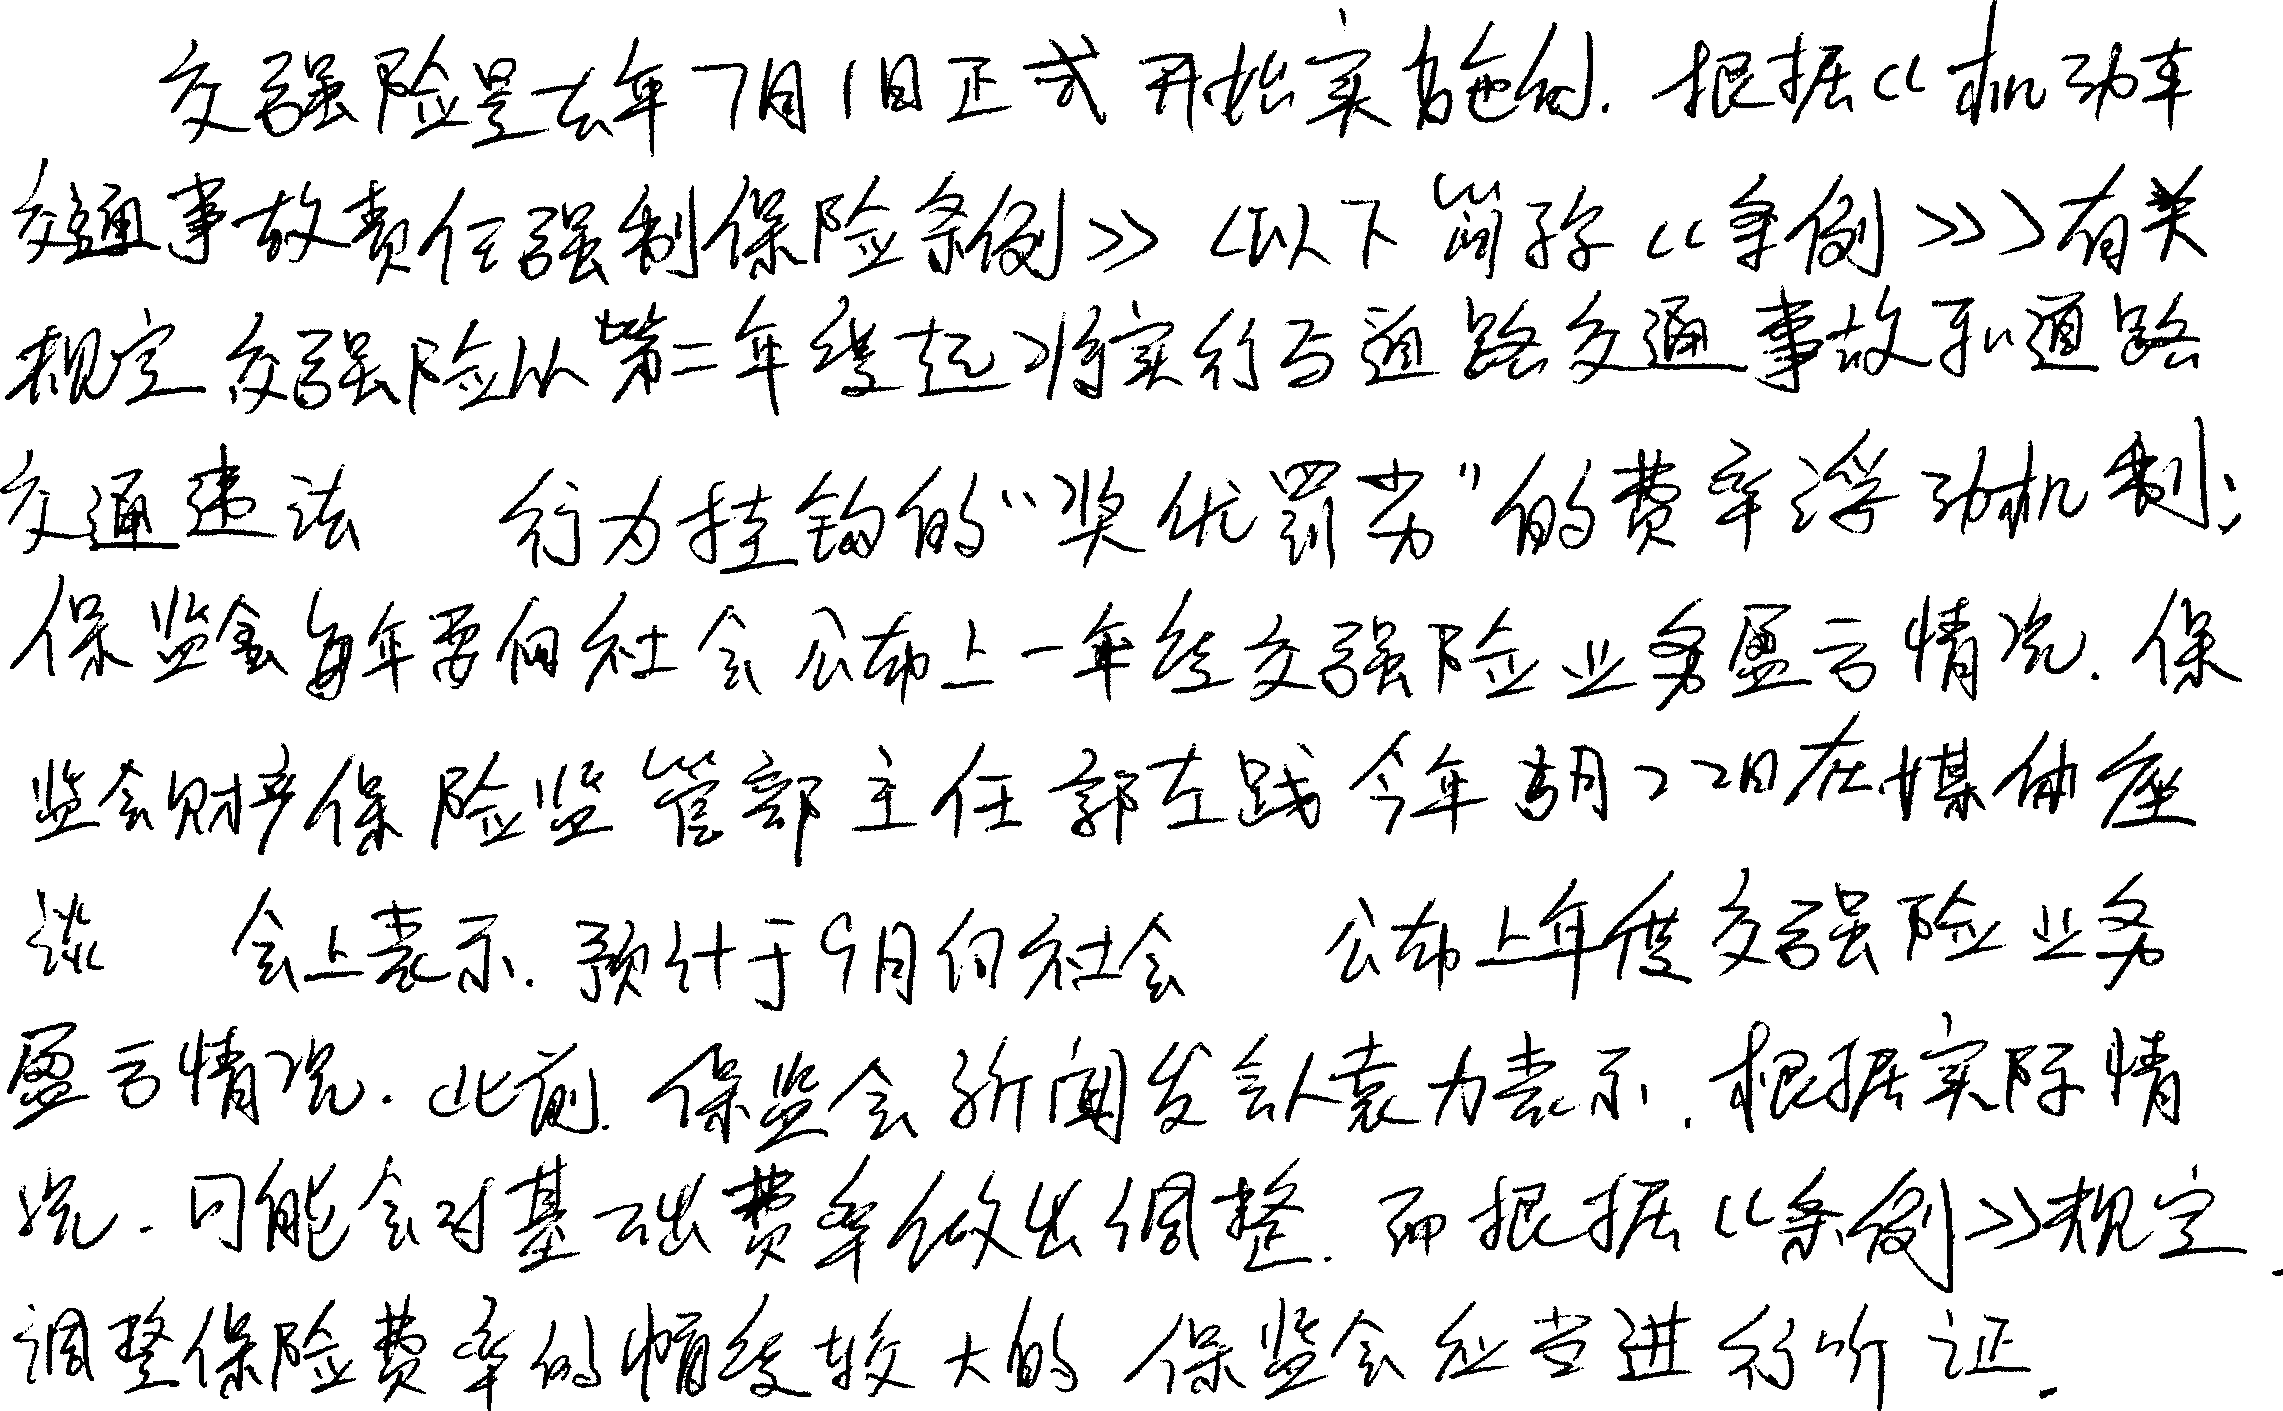 交强险是去年7月1日正式开始实施的.根据《机动车
交通事故责任强制保险条例》(以下简称《条例》)有关
规定交强险从第二年度起将实行与道路交通事故和道路
交通违法 行为挂钩的“奖优罚劣”的费率浮动机制;
保监会每年要向社会公布上一年度交强险业务盈亏情况.保
监会财产保险监管部主任郭左践今年 月22日在媒体座
谈 会上表示.预计于9月向社会 公布上年度交强险业务
盈亏情况.此前.保监会新闻发言人袁力表示.根据实际情
况.可能会对基础费率做出调整.而根据《条例》规定.
调整保险费率的幅度较大的 保监会应当进行听证.